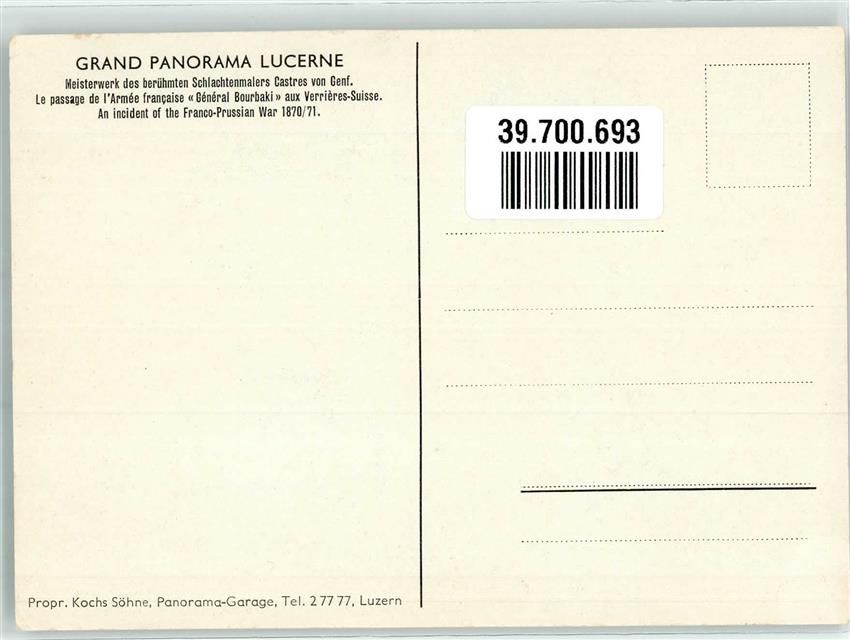 GRAND PANORAMA LUCERNE
Meisterwerk des berühmten Schlachtenmalers Castres von Genf.
Le passage de l'Armée française «Général Bourbaki» aux Verrières-Suisse.
An incident of the Franco-Prussian War 1870/71.
39.700.693
Propr. Kochs Söhne, Panorama-Garage, Tel. 2 77 77, Luzern